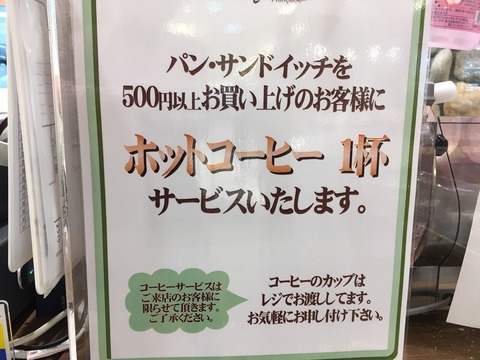 パン・サンドイッチを
500円以上お買い上げのお客様に
ホットコーヒー 1杯
サービスいたします。
コーヒーサービスは
ご来店のお客様に
限らせて頂きます。
ご了承ください。
コーヒーのカップは
レジでお渡ししてます。
お気軽にお申し付け下さい。